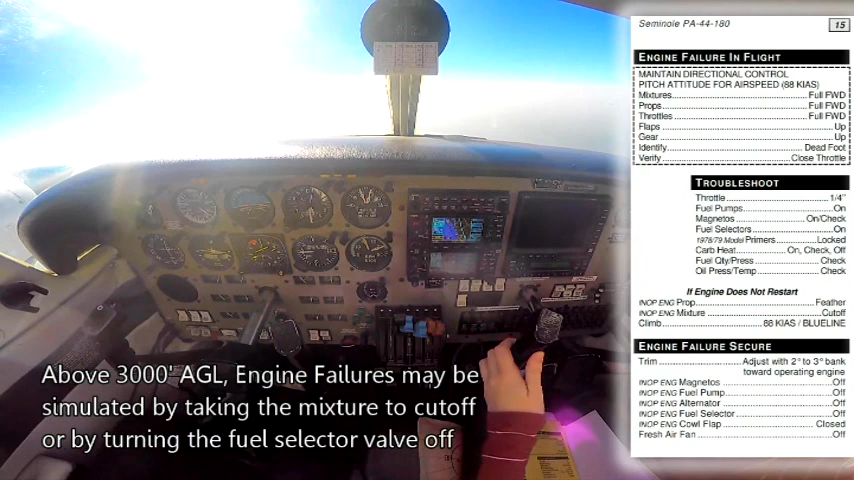 Seminole PA-44-180
15
ENGINE FAILURE IN FLIGHT
MAINTAIN DIRECTIONAL CONTROL
PITCH ATTITUDE FOR AIRSPEED (88 KIAS)
Mixtures Full FWD
Props Full FWD
Throttles Full FWD
Flaps Up
Gear Up
Identify Dead Foot
Verify Close Throttle
TROUBLESHOOT
Throttle 1/4"
Fuel Pumps On
Magnetos On/Check
Fuel Selectors On
1978/79 Model Primers Locked
Carb Heat On, Check, Off
Fuel Qty/Press Check
Oil Press/Temp Check
If Engine Does Not Restart
INOP ENG Prop Feather
INOP ENG Mixture Cutoff
Climb 88 KIAS / BLUELINE
ENGINE FAILURE SECURE
Trim Adjust with 2° to 3° bank
toward operating engine
INOP ENG Magnetos Off
INOP ENG Fuel Pump Off
INOP ENG Alternator Off
INOP ENG Fuel Selector Off
INOP ENG Cowl Flap Closed
Fresh Air Fan Off
Above 3000' AGL, Engine Failures may be
simulated by taking the mixture to cutoff
or by turning the fuel selector valve off